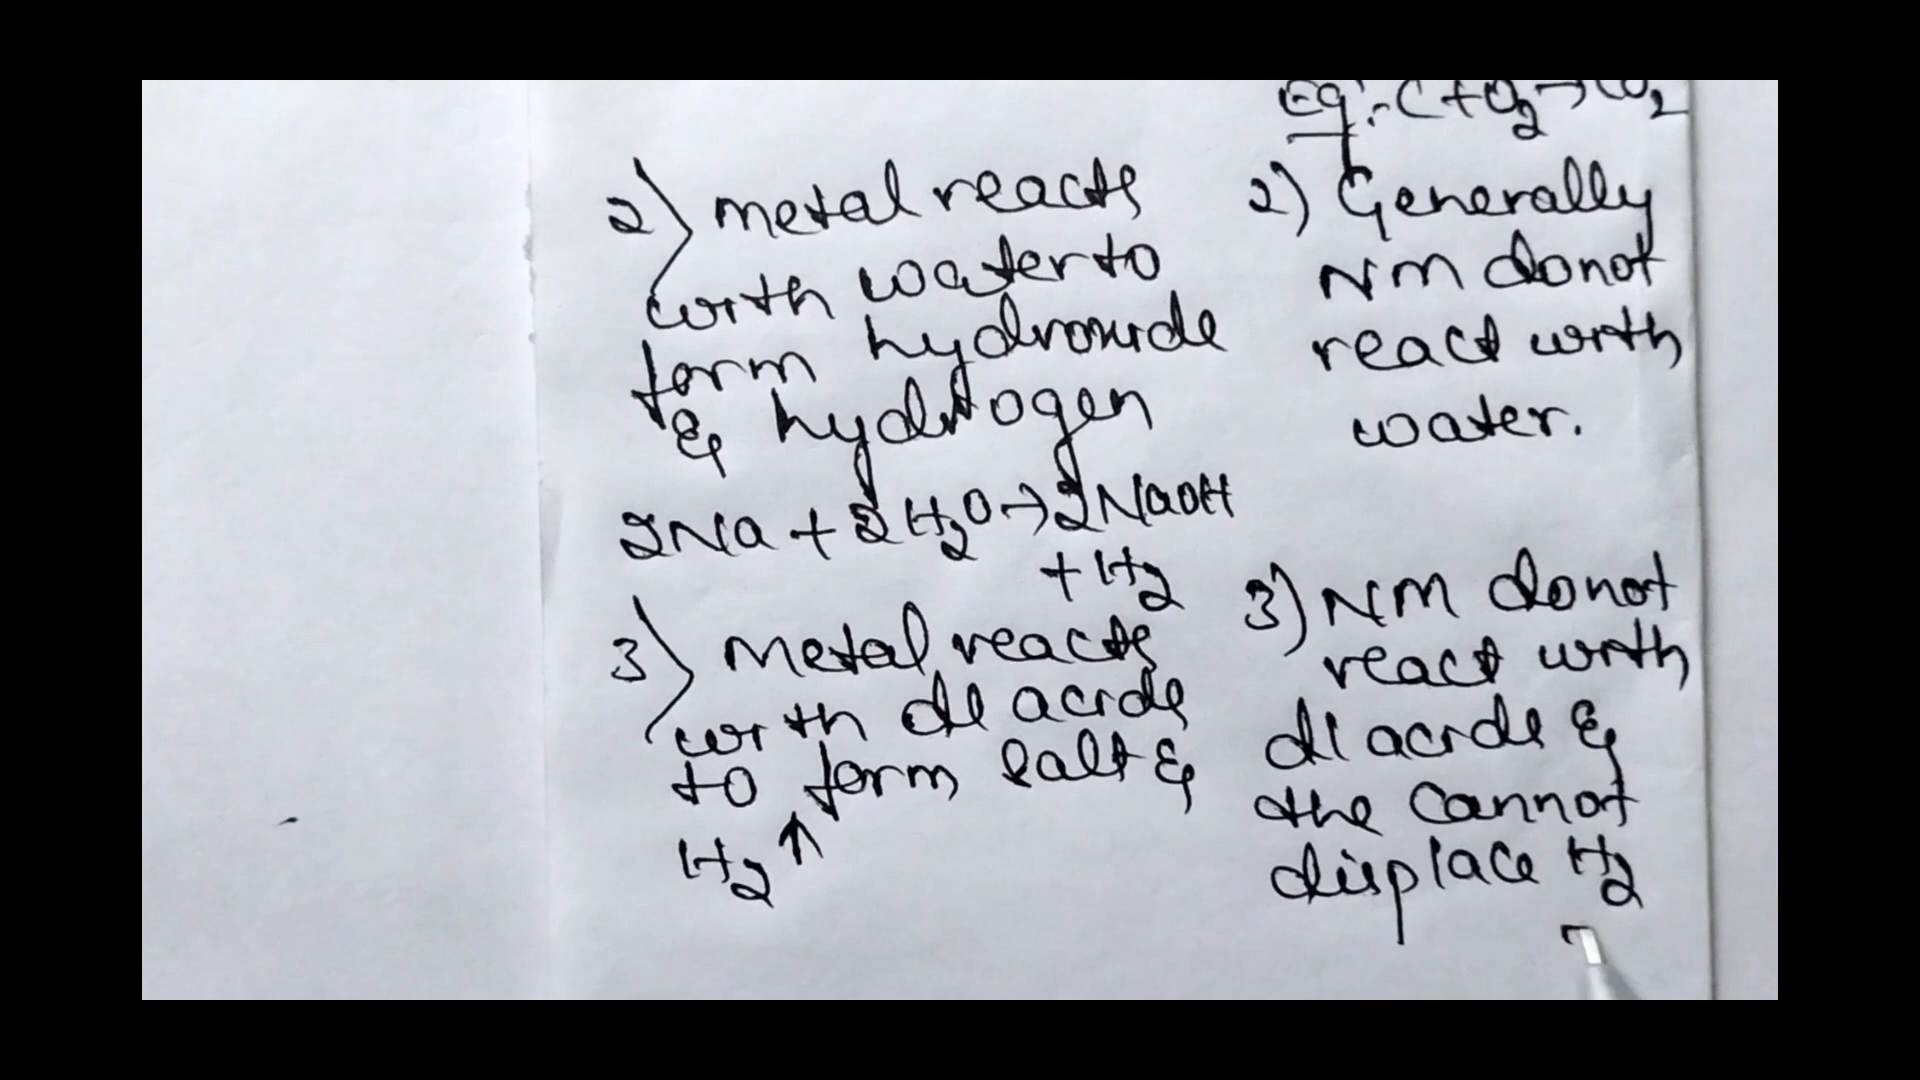 Eg:- C+O2→CO2
2) metal reacts
with water to
form hydroxide
& hydrogen
2Na + 2H2O→2NaOH
+H2
3) Metal reacts
with dil acids
to form salt &
H2↑
2) Generally
NM donot
react with
water.
3) NM donot
react with
dil acids &
the cannot
displace H2